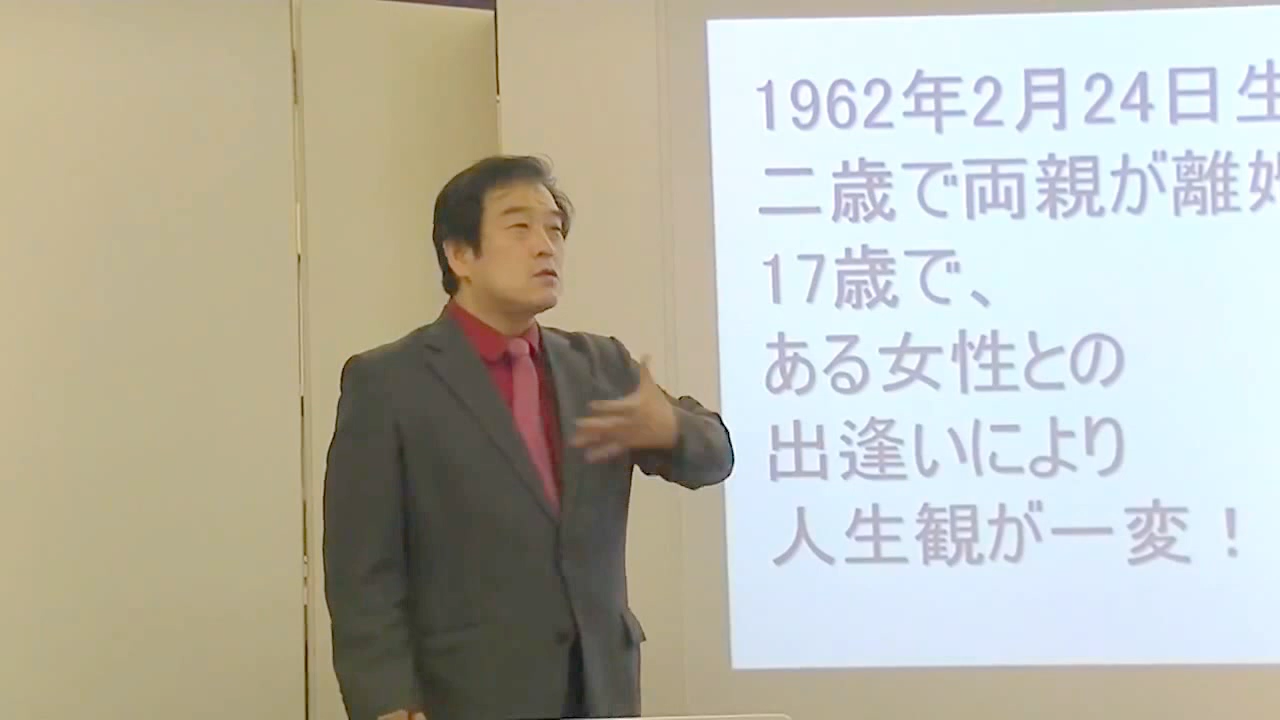 1962年2月24日生
二歳で両親が離婚
17歳で、
ある女性との
出逢いにより
人生観が一変！